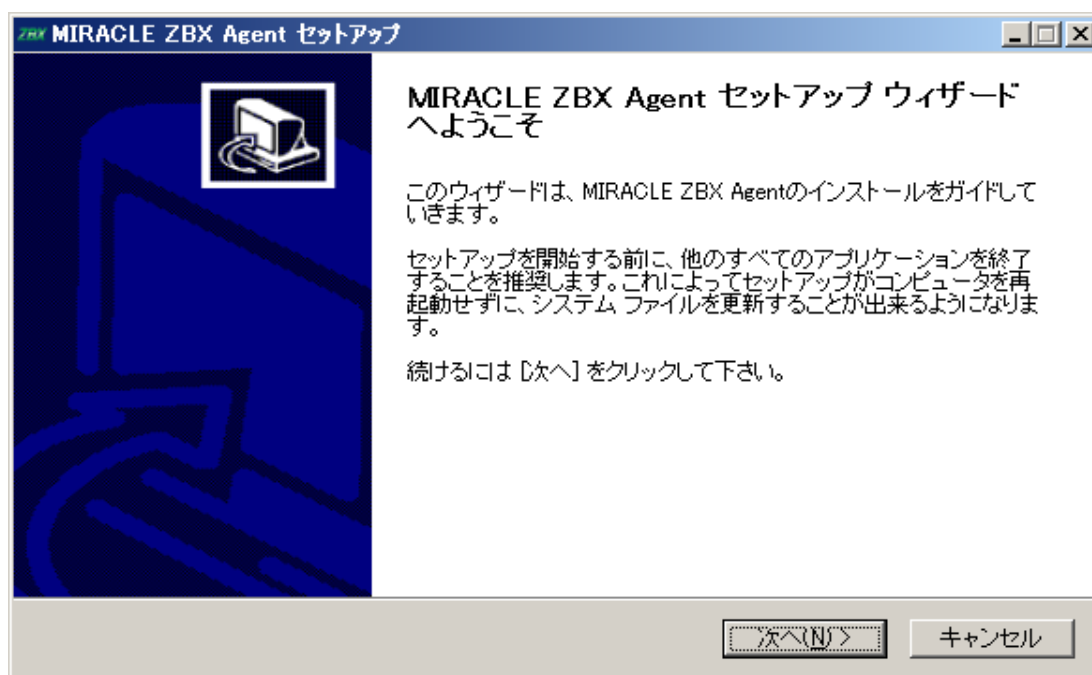 ZBX MIRACLE ZBX Agent セットアップ
MIRACLE ZBX Agent セットアップ ウィザード
へようこそ
このウィザードは、MIRACLE ZBX Agentのインストールをガイドして
いきます。
セットアップを開始する前に、他のすべてのアプリケーションを終了
することを推奨します。これによってセットアップがコンピュータを再
起動せずに、システム ファイルを更新することが出来るようになりま
す。
続けるには [次へ] をクリックして下さい。
次へ(N) >
キャンセル